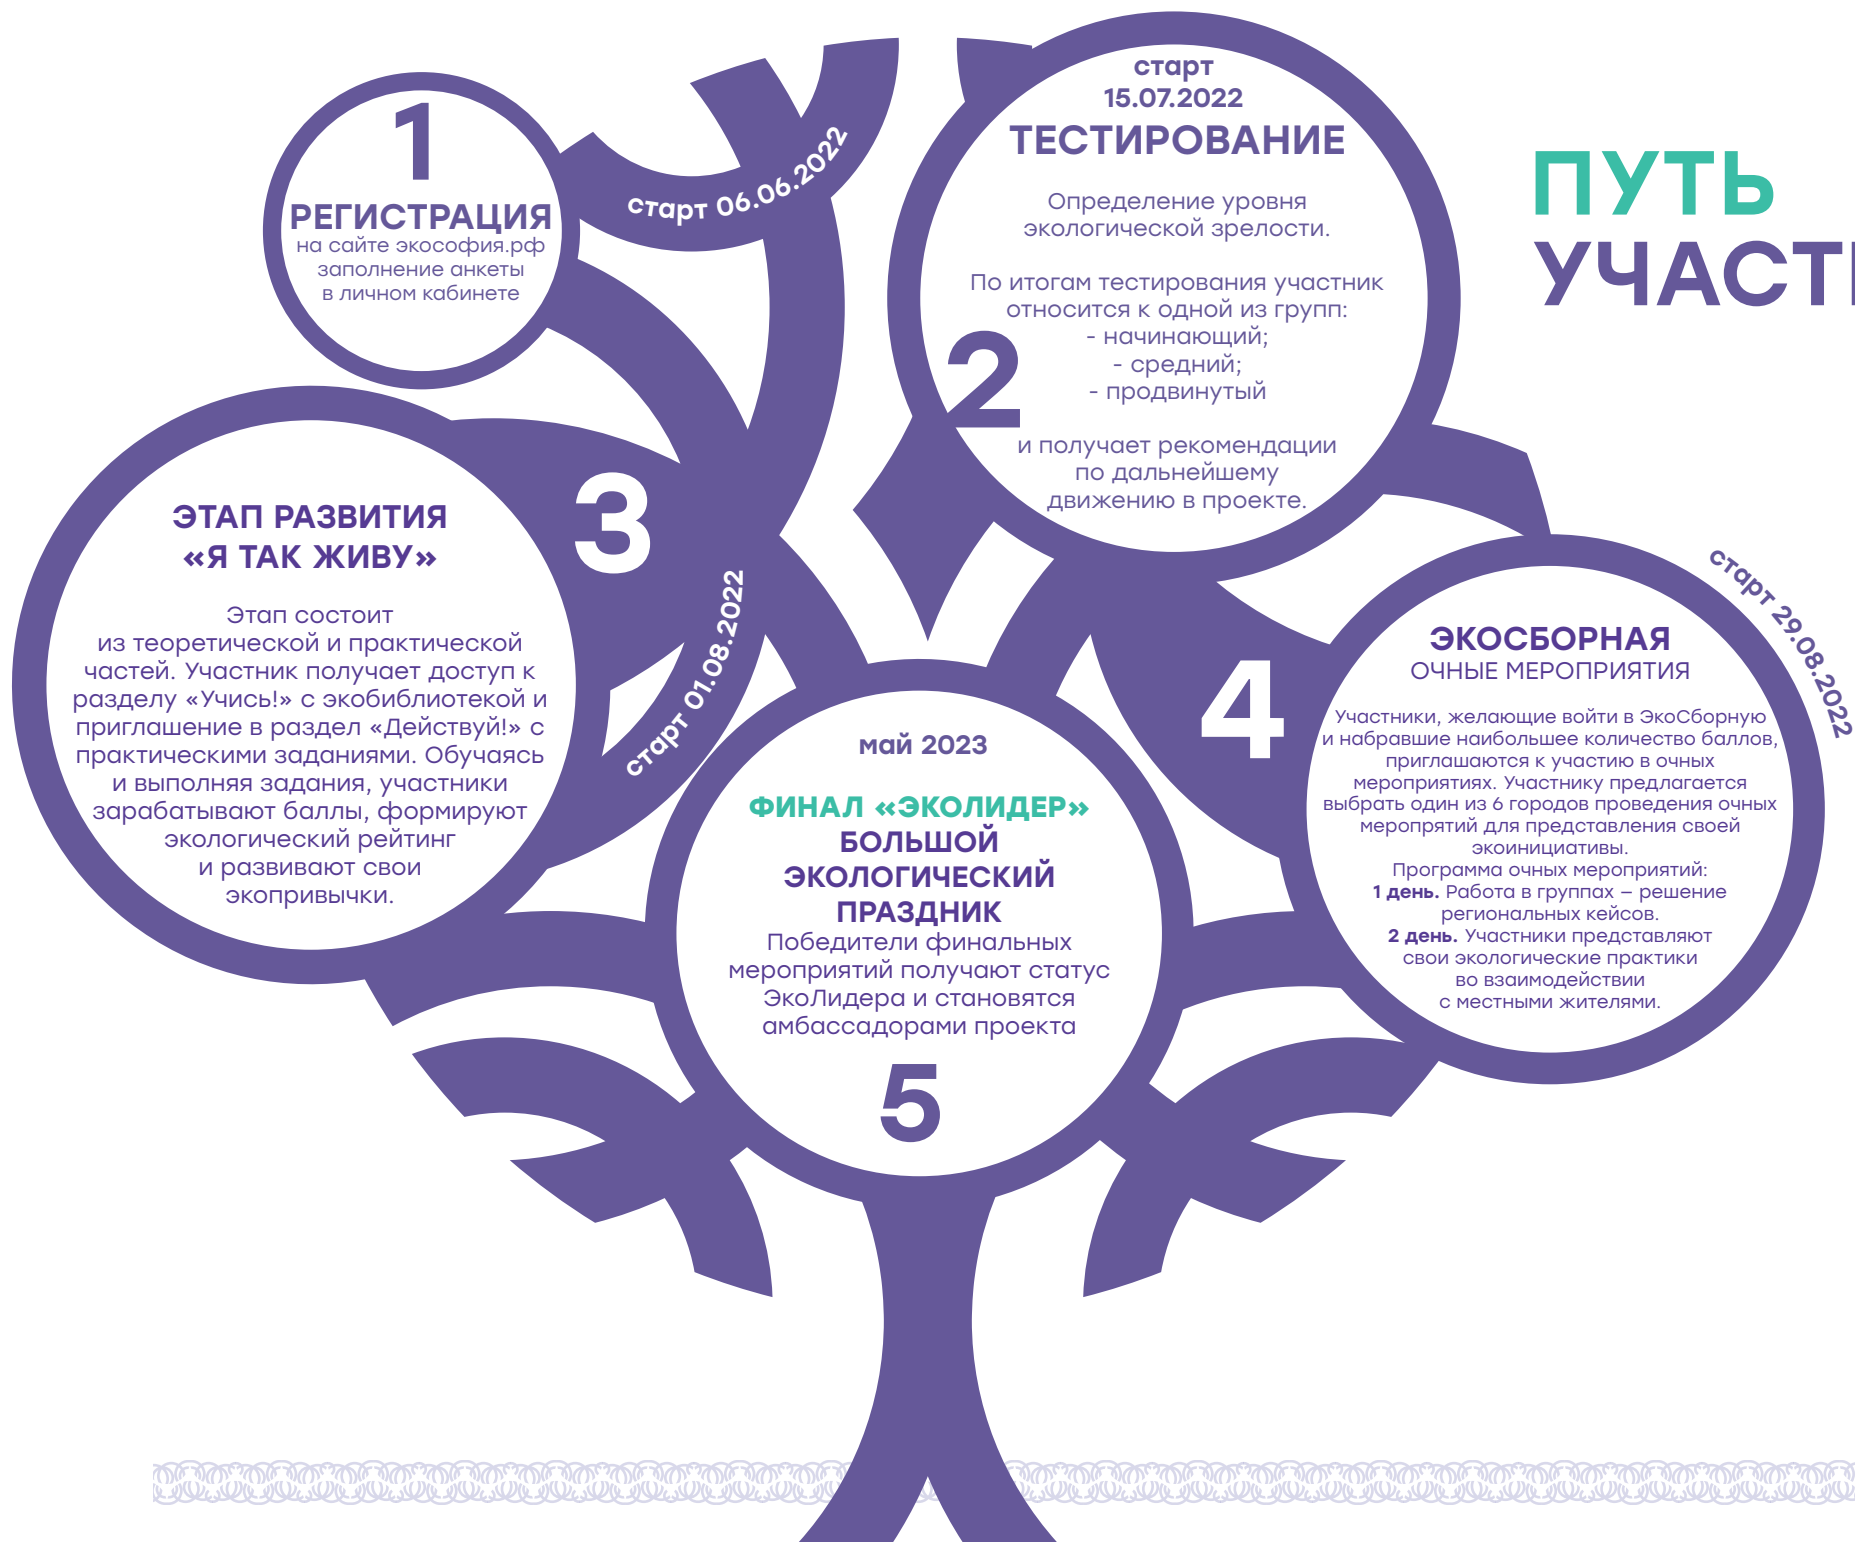 ПУТЬ
1
РЕГИСТРАЦИЯ
на сайте экософия.рф
заполнение анкеты
в личном кабинете
старт 06.06.2022
старт
15.07.2022
ТЕСТИРОВАНИЕ
Определение уровня
экологической зрелости.
По итогам тестирования участник
относится к одной из групп:
- начинающий;
- средний;
- продвинутый
2
и получает рекомендации
по дальнейшему
движению в проекте.
3
старт 01.08.2022
ЭТАП РАЗВИТИЯ
«Я ТАК ЖИВУ»
Этап состоит
из теоретической и практической
частей. Участник получает доступ к
разделу «Учись!» с экобиблиотекой и
приглашение в раздел «Действуй!» с
практическими заданиями. Обучаясь
и выполняя задания, участники
зарабатывают баллы, формируют
экологический рейтинг
и развивают свои
экопривычки.
4
старт 29.08.2022
ЭКОСБОРНАЯ
ОЧНЫЕ МЕРОПРИЯТИЯ
Участники, желающие войти в ЭкоСборную
и набравшие наибольшее количество баллов,
приглашаются к участию в очных
мероприятиях. Участнику предлагается
выбрать один из 6 городов проведения очных
меропрятий для представления своей
экоинициативы.
Программа очных мероприятий:
1 день. Работа в группах – решение
региональных кейсов.
2 день. Участники представляют
свои экологические практики
во взаимодействии
с местными жителями.
май 2023
ФИНАЛ «ЭКОЛИДЕР»
БОЛЬШОЙ
ЭКОЛОГИЧЕСКИЙ
ПРАЗДНИК
Победители финальных
мероприятий получают статус
ЭкоЛидера и становятся
амбассадорами проекта
5